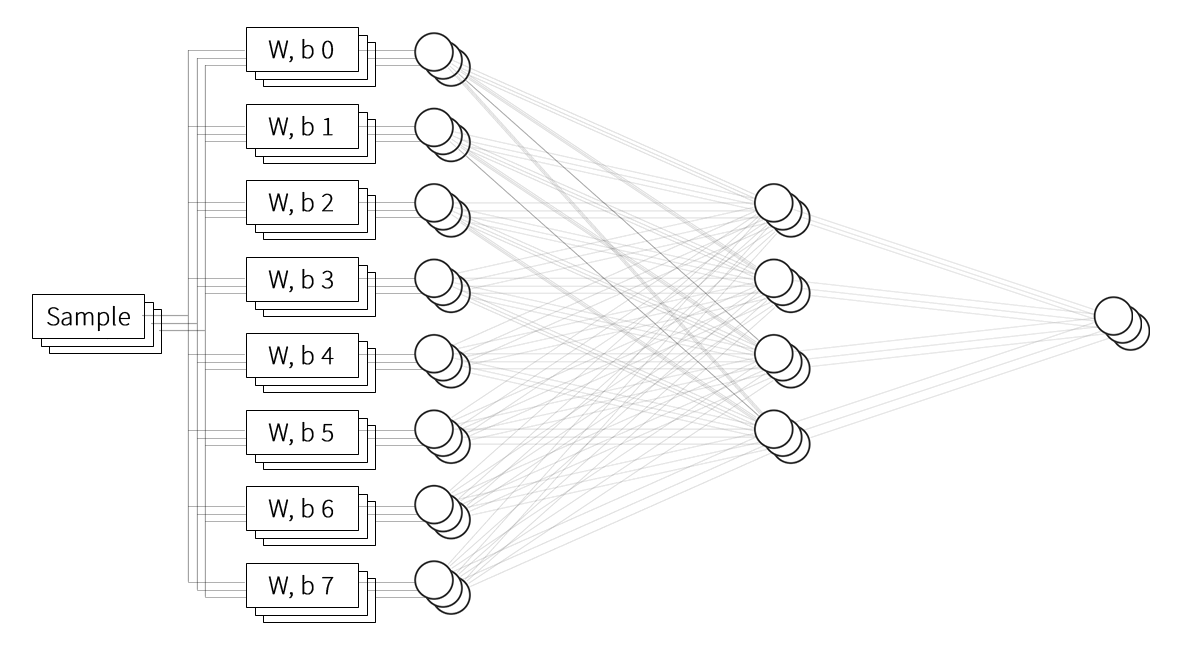 W, b 0
W, b 1
W, b 2
W, b 3
Sample
W, b 4
W, b 5
W, b 6
W, b 7